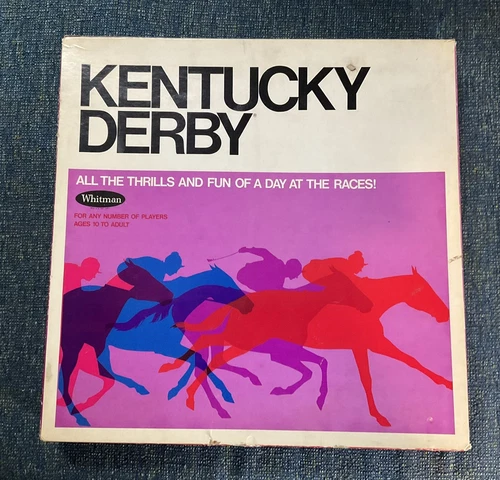 KENTUCKY
DERBY
ALL THE THRILLS AND FUN OF A DAY AT THE RACES!
Whitman
FOR ANY NUMBER OF PLAYERS
AGES 10 TO ADULT